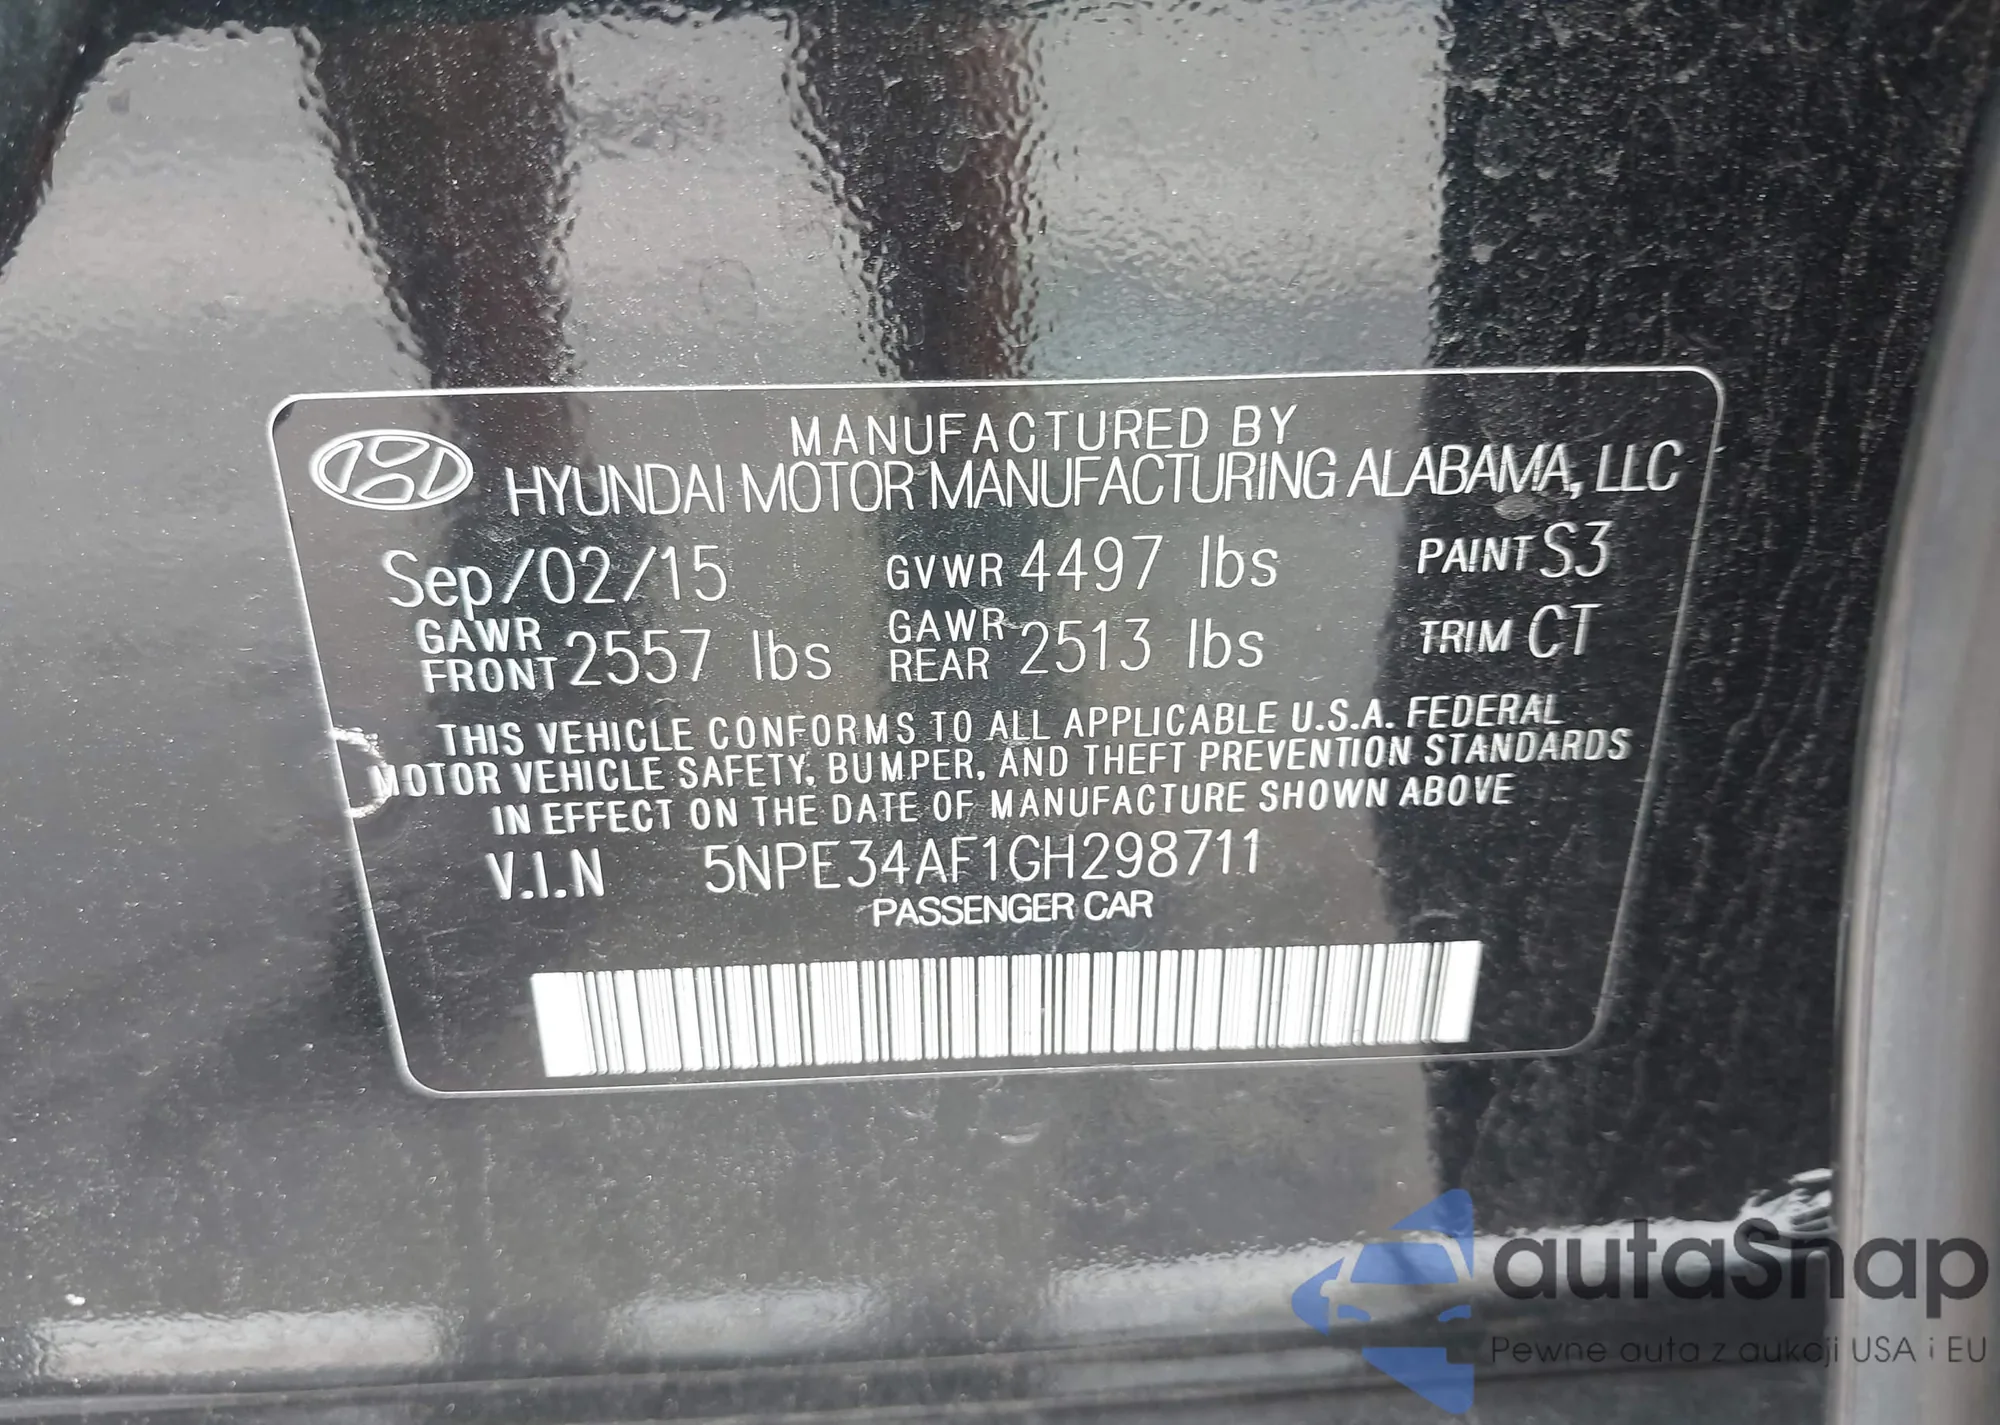 MANUFACTURED BY
HYUNDAI MOTOR MANUFACTURING ALABAMA, LLC
Sep/02/15 GVWR 4497 lbs PAINT S3
GAWR FRONT 2557 lbs GAWR REAR 2513 lbs TRIM CT
THIS VEHICLE CONFORMS TO ALL APPLICABLE U.S.A. FEDERAL
MOTOR VEHICLE SAFETY, BUMPER, AND THEFT PREVENTION STANDARDS
IN EFFECT ON THE DATE OF MANUFACTURE SHOWN ABOVE
V.I.N 5NPE34AF1GH298711
PASSENGER CAR
autaSnap
Pewne auta z aukcji USA i EU